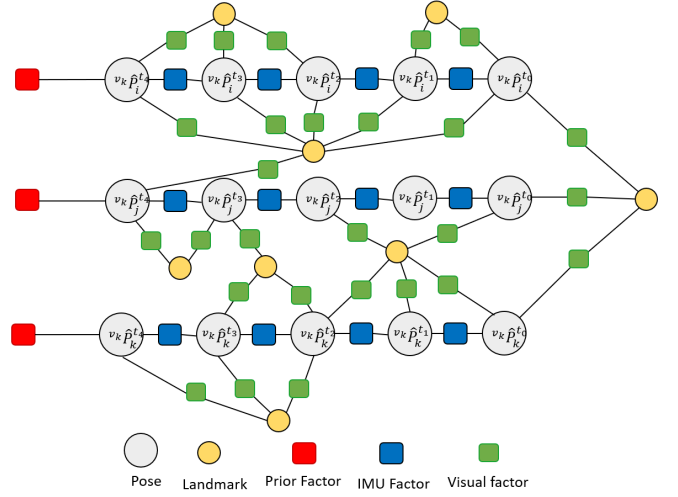 v_k P̂_i^{t_4} v_k P̂_i^{t_3} v_k P̂_i^{t_2} v_k P̂_i^{t_1} v_k P̂_i^{t_0}
v_k P̂_j^{t_4} v_k P̂_j^{t_3} v_k P̂_j^{t_2} v_k P̂_j^{t_1} v_k P̂_j^{t_0}
v_k P̂_k^{t_4} v_k P̂_k^{t_3} v_k P̂_k^{t_2} v_k P̂_k^{t_1} v_k P̂_k^{t_0}
Pose Landmark Prior Factor IMU Factor Visual factor